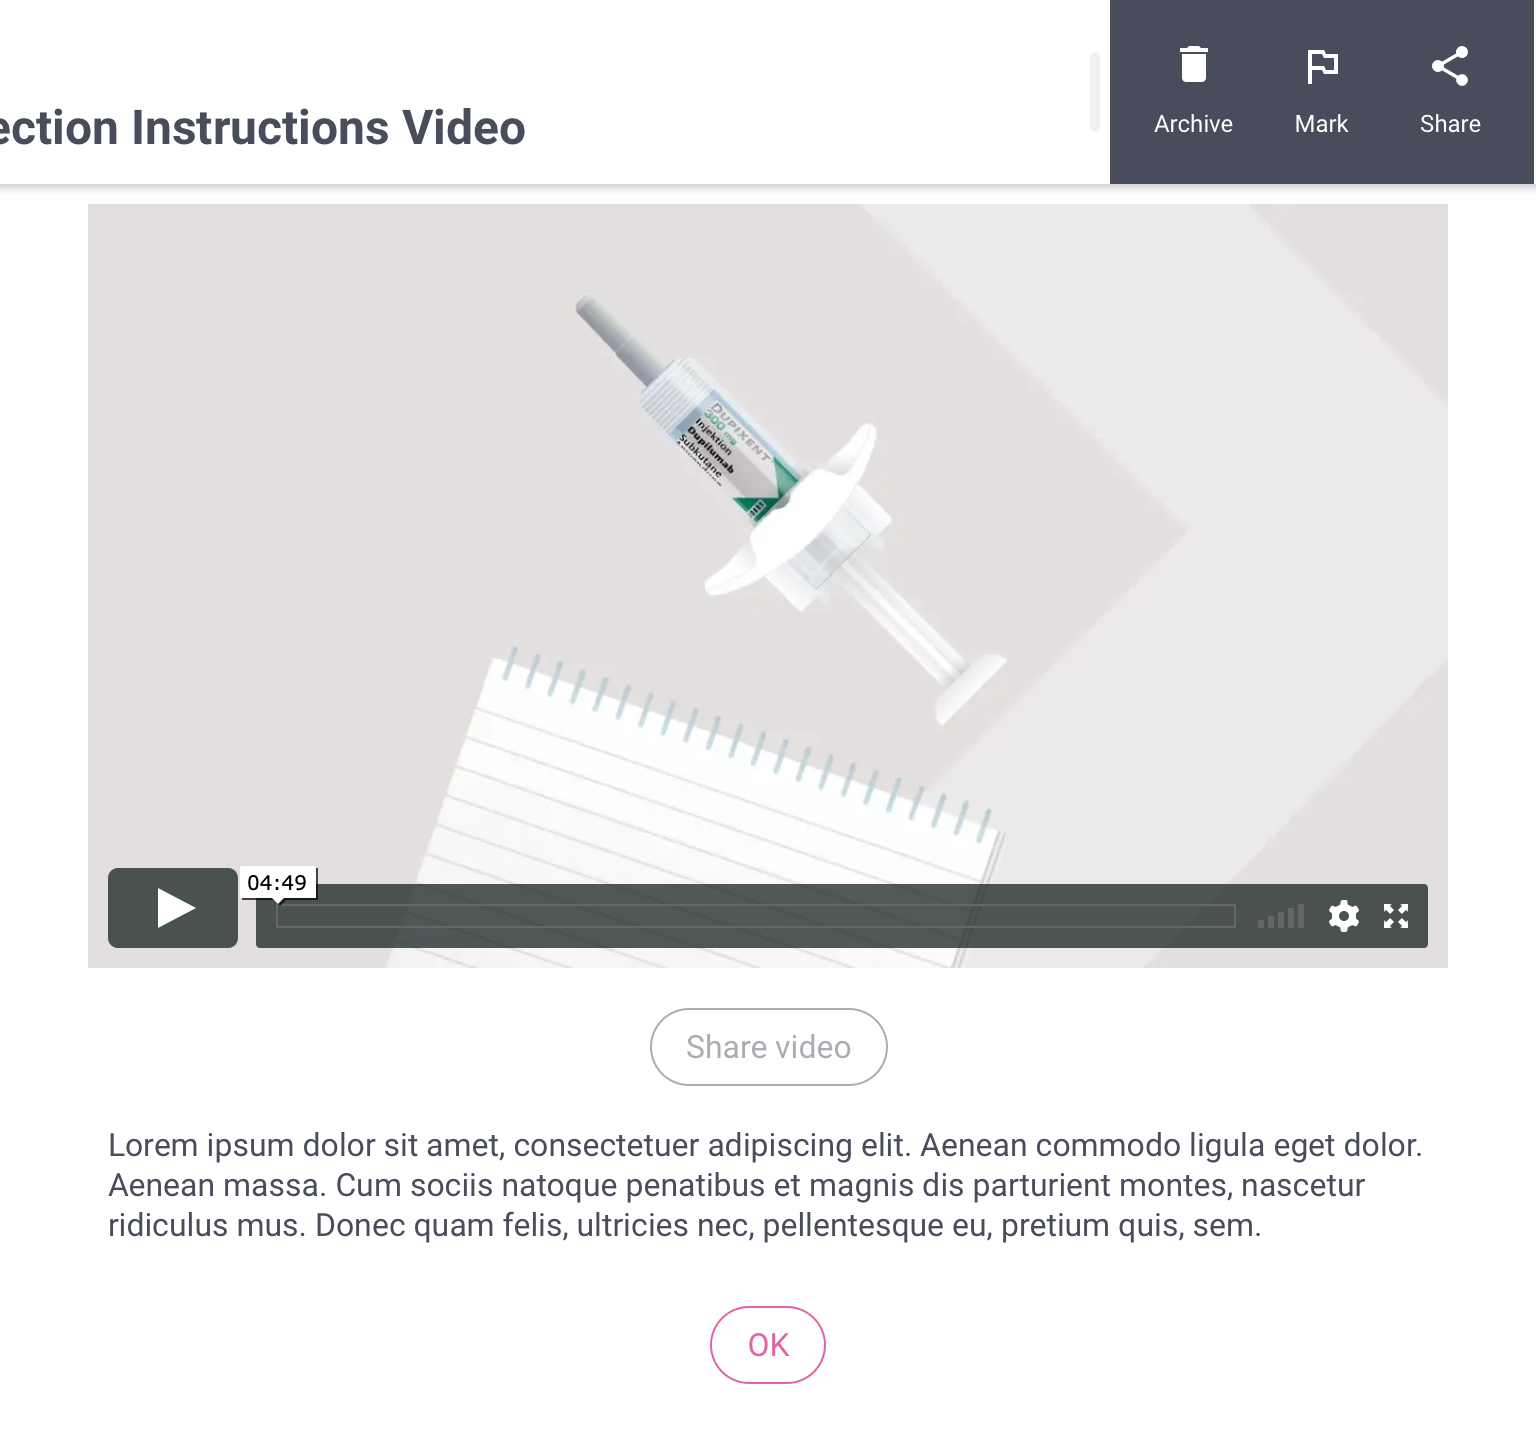 Archive
Mark
Share
ection Instructions Video
DUPIXENT
300 mg
Injektion
Dupilumab
Subkutane
04:49
Share video
Lorem ipsum dolor sit amet, consectetuer adipiscing elit. Aenean commodo ligula eget dolor.
Aenean massa. Cum sociis natoque penatibus et magnis dis parturient montes, nascetur
ridiculus mus. Donec quam felis, ultricies nec, pellentesque eu, pretium quis, sem.
OK